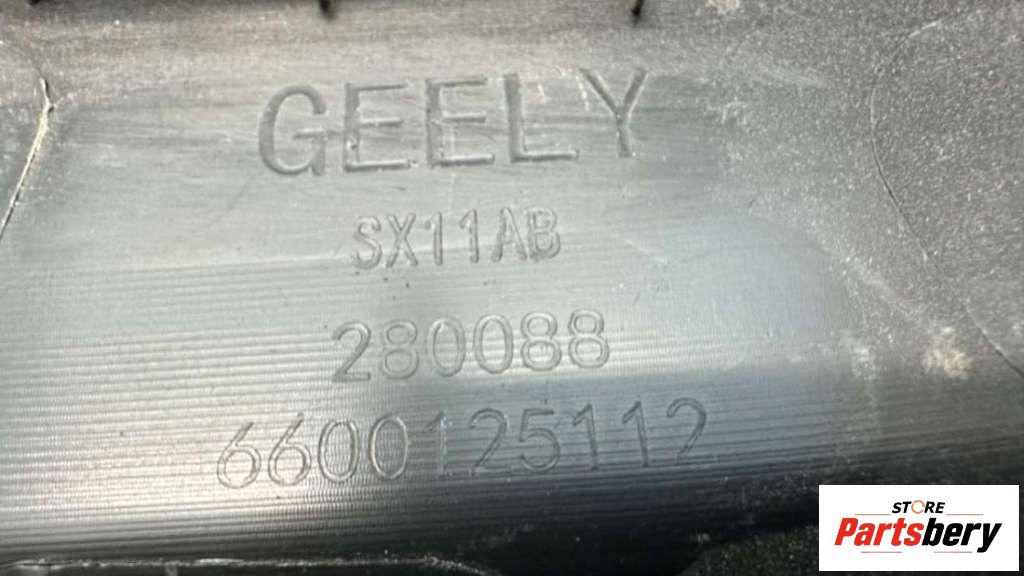 GEELY
SX11AB
280088
6600125112
STORE
Partsbery